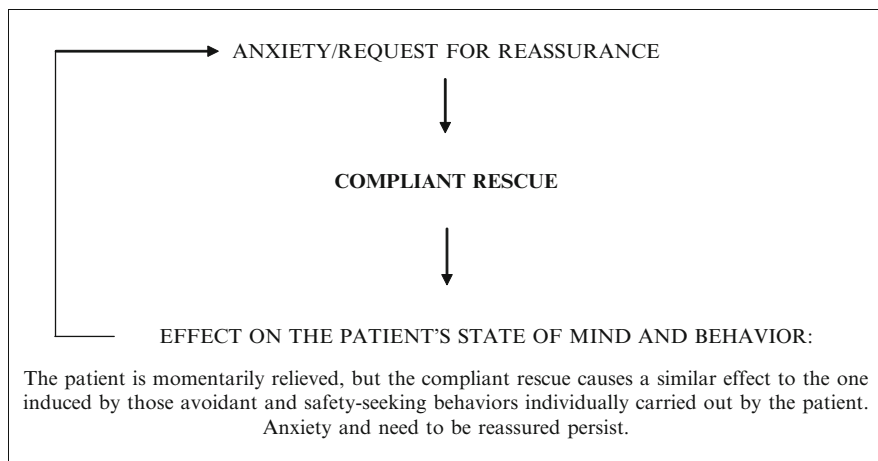 ANXIETY/REQUEST FOR REASSURANCE
COMPLIANT RESCUE
EFFECT ON THE PATIENT'S STATE OF MIND AND BEHAVIOR:
The patient is momentarily relieved, but the compliant rescue causes a similar effect to the one
induced by those avoidant and safety-seeking behaviors individually carried out by the patient.
Anxiety and need to be reassured persist.